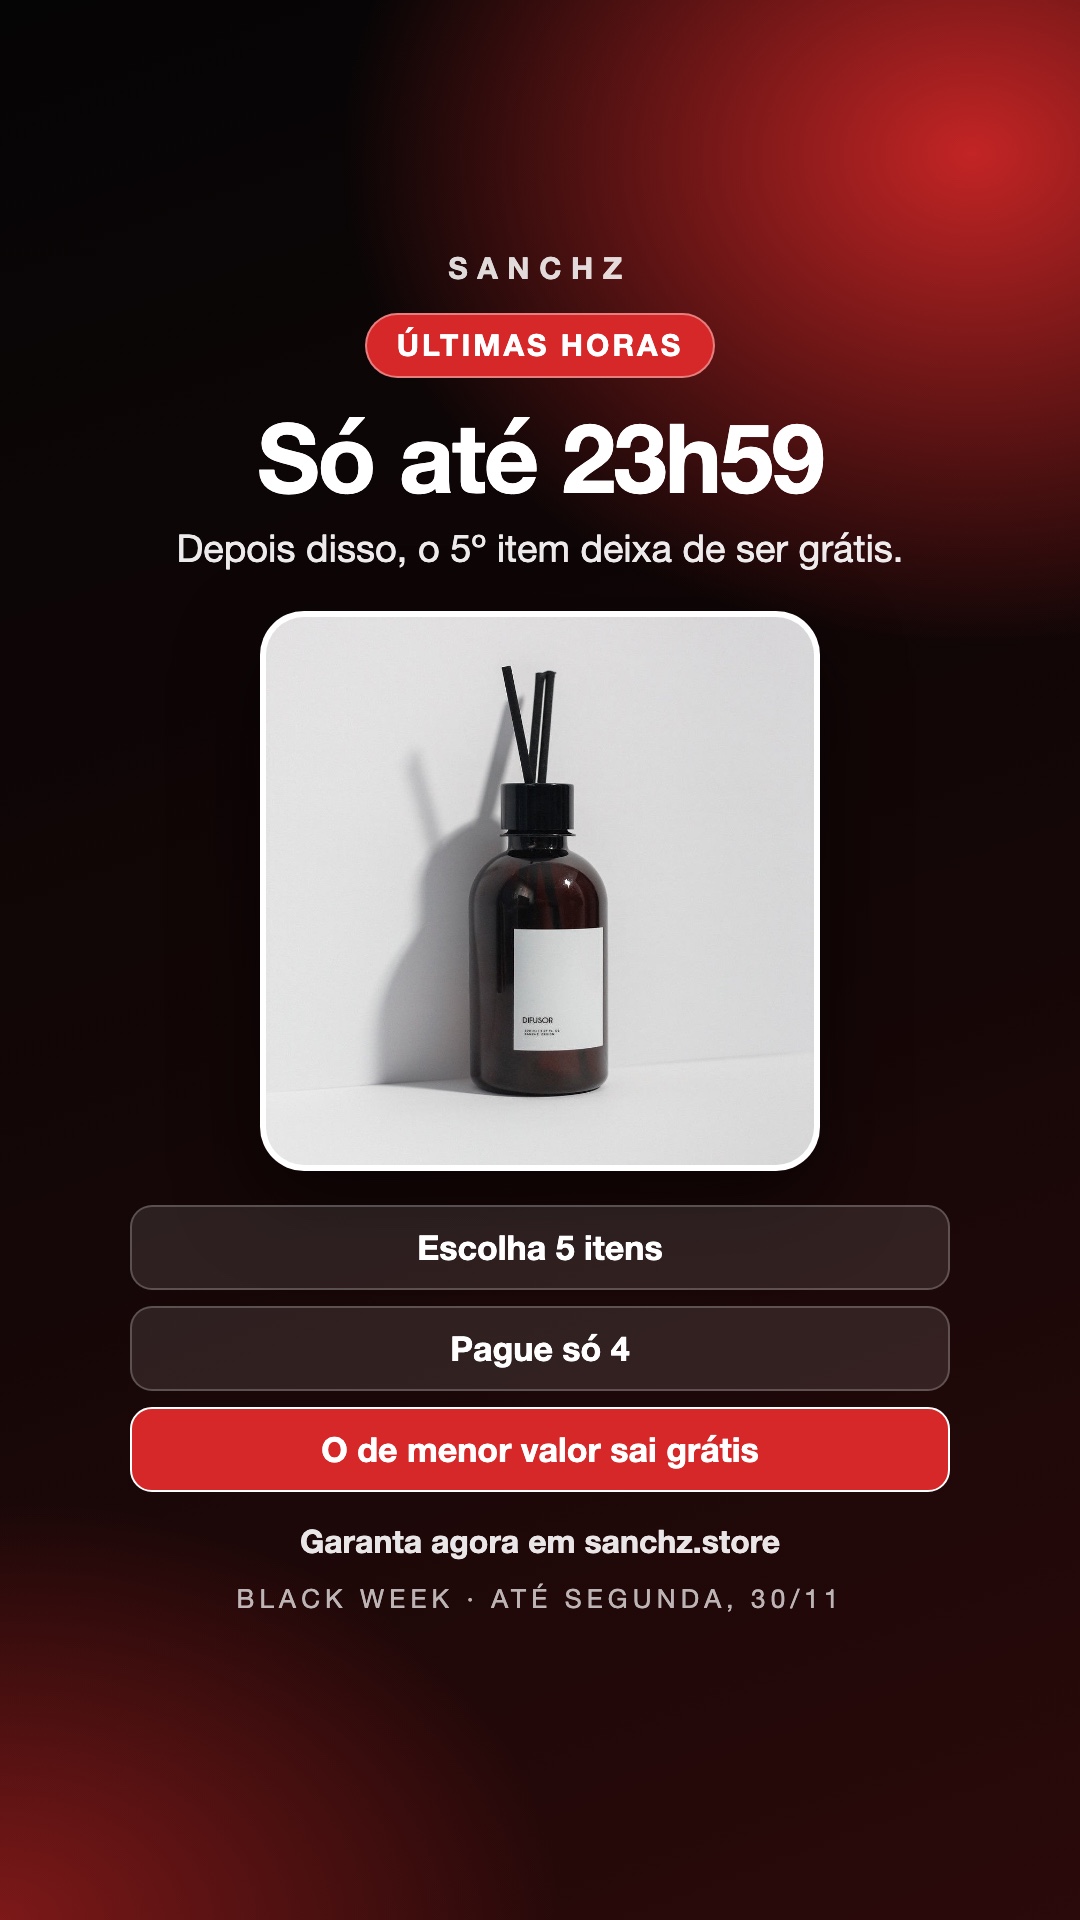 SANCHZ
ÚLTIMAS HORAS
Só até 23h59
Depois disso, o 5º item deixa de ser grátis.
DIFUSOR
Escolha 5 itens
Pague só 4
O de menor valor sai grátis
Garanta agora em sanchz.store
BLACK WEEK · ATÉ SEGUNDA, 30/11